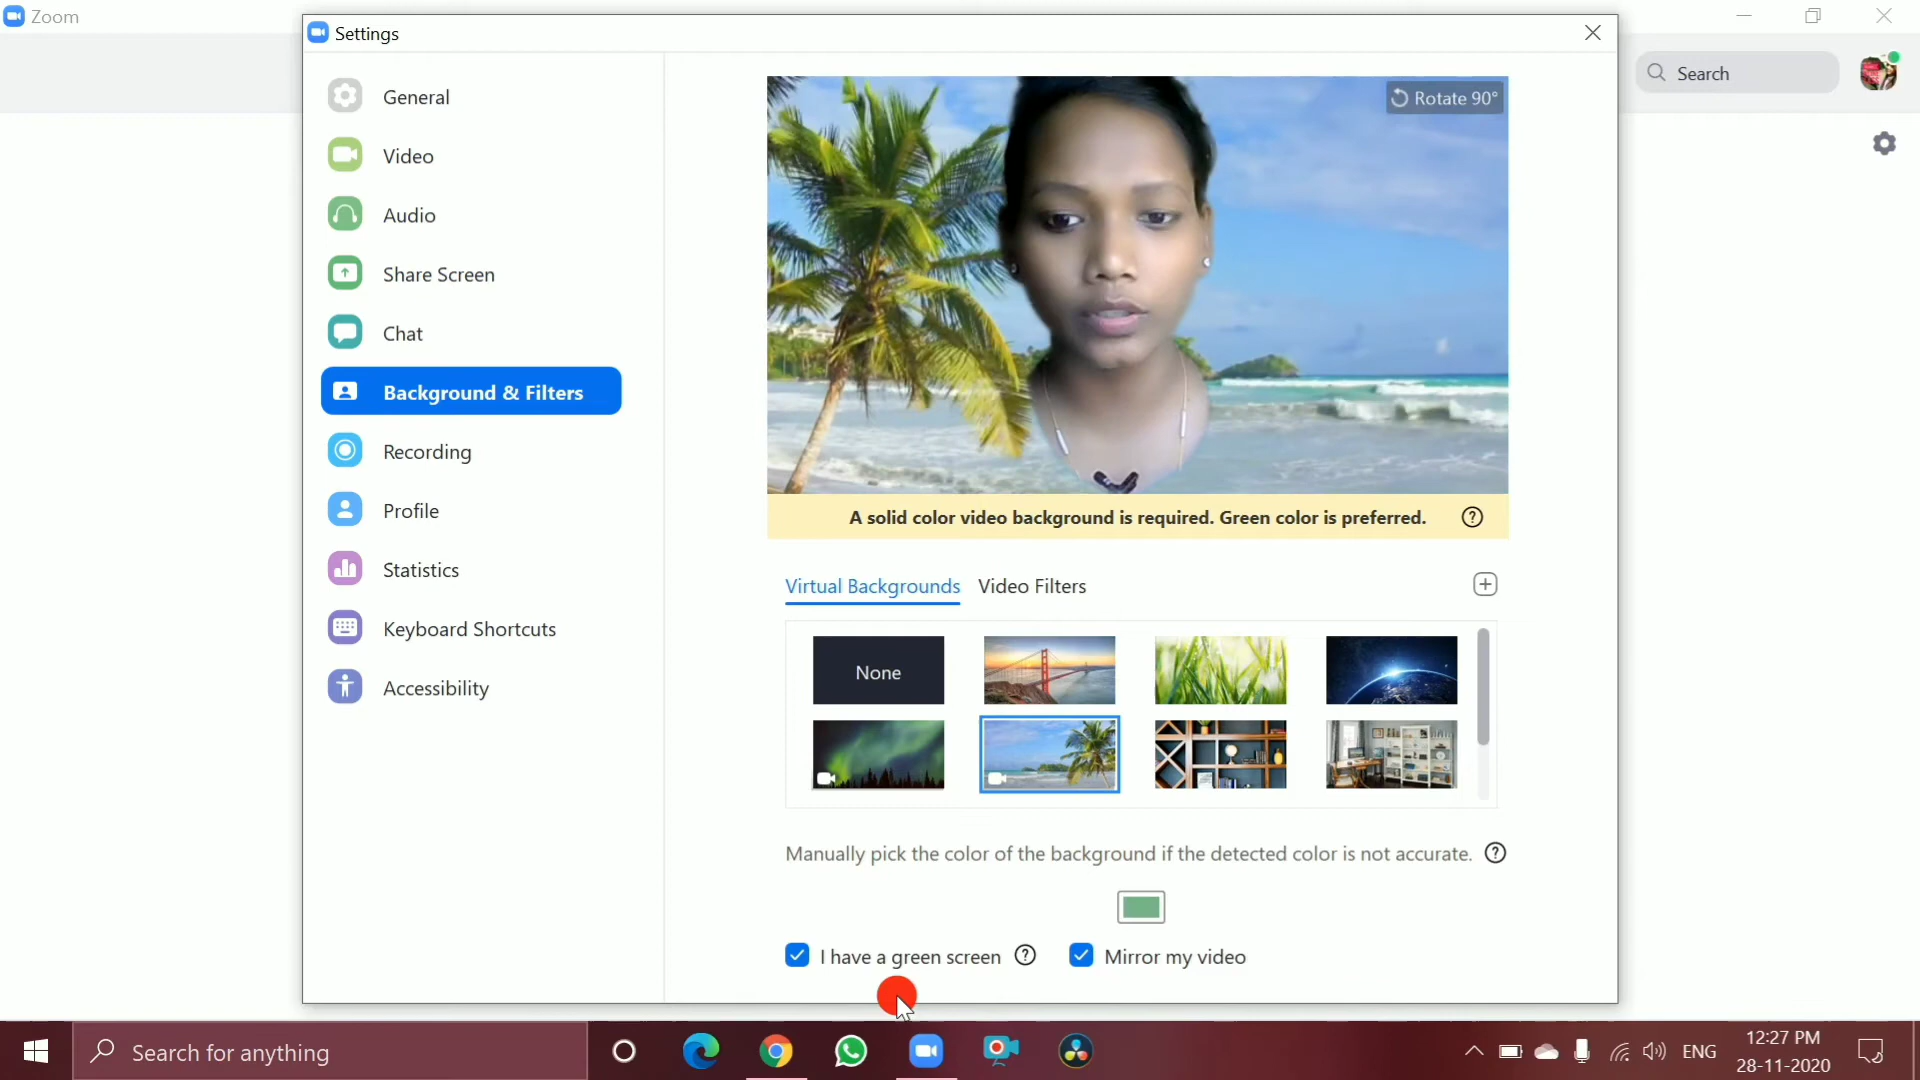 Zoom
Settings
Search
General
Video
Audio
Share Screen
Chat
Background & Filters
Recording
Profile
Statistics
Keyboard Shortcuts
Accessibility
Rotate 90°
A solid color video background is required. Green color is preferred.
Virtual Backgrounds
Video Filters
None
Manually pick the color of the background if the detected color is not accurate.
I have a green screen
Mirror my video
Search for anything
ENG
12:27 PM
28-11-2020